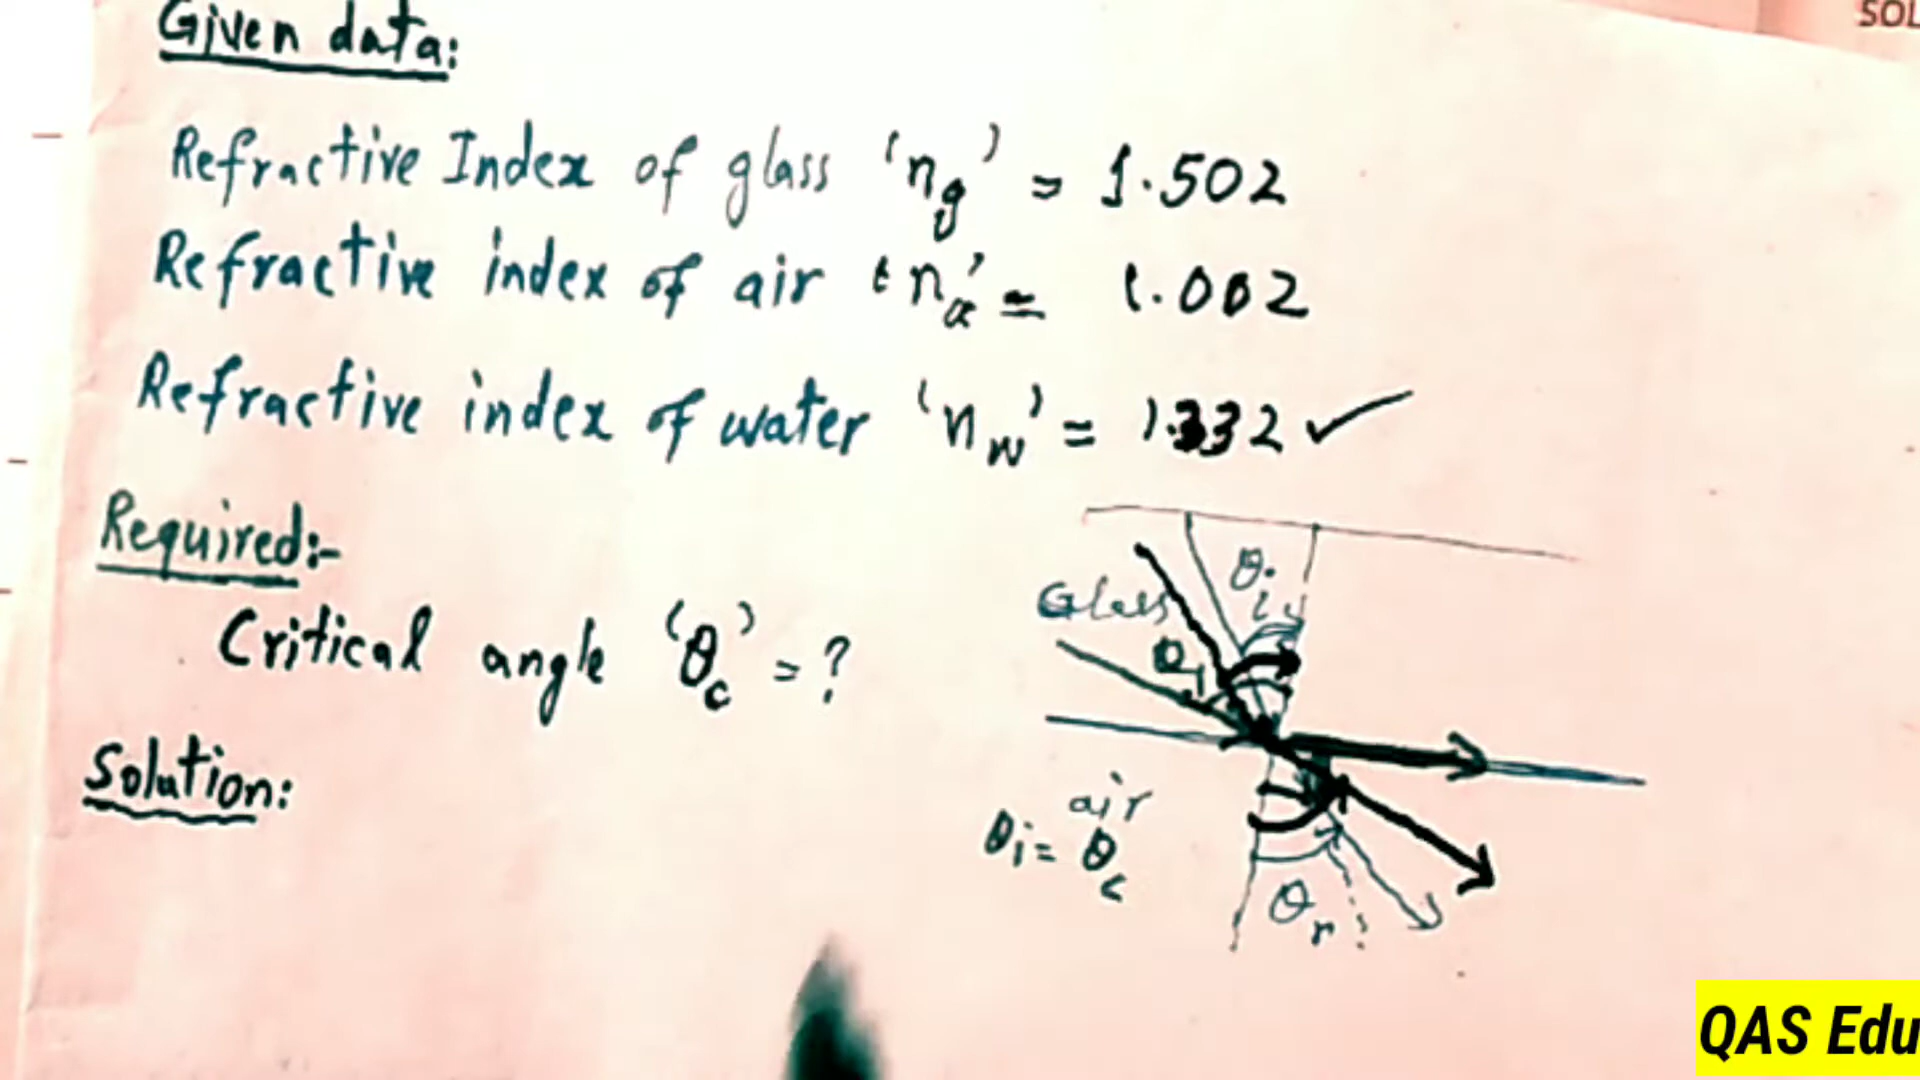 SOL
Given data:
Refractive Index of glass 'ng' = 1.502
Refractive index of air 'na' = 1.002
Refractive index of water 'nw' = 1.332 ✓
Required:-
Critical angle 'θc' = ?
Solution:
θi
Glass
θi
air
θi = θc
θr
QAS Edu